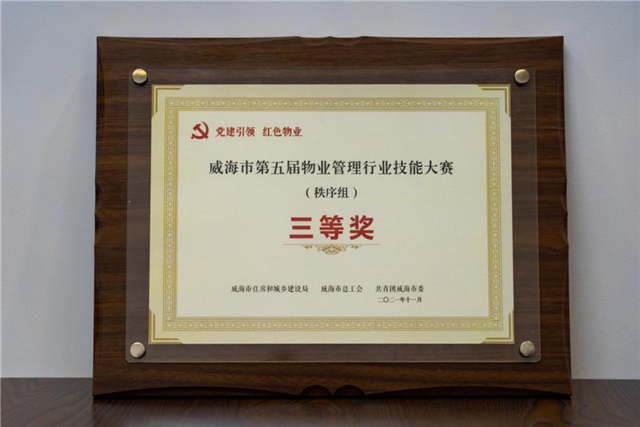 党建引领 红色物业
威海市第五届物业管理行业技能大赛
（秩序组）
三等奖
威海市住房和城乡建设局 威海市总工会 共青团威海市委
二〇二一年十一月